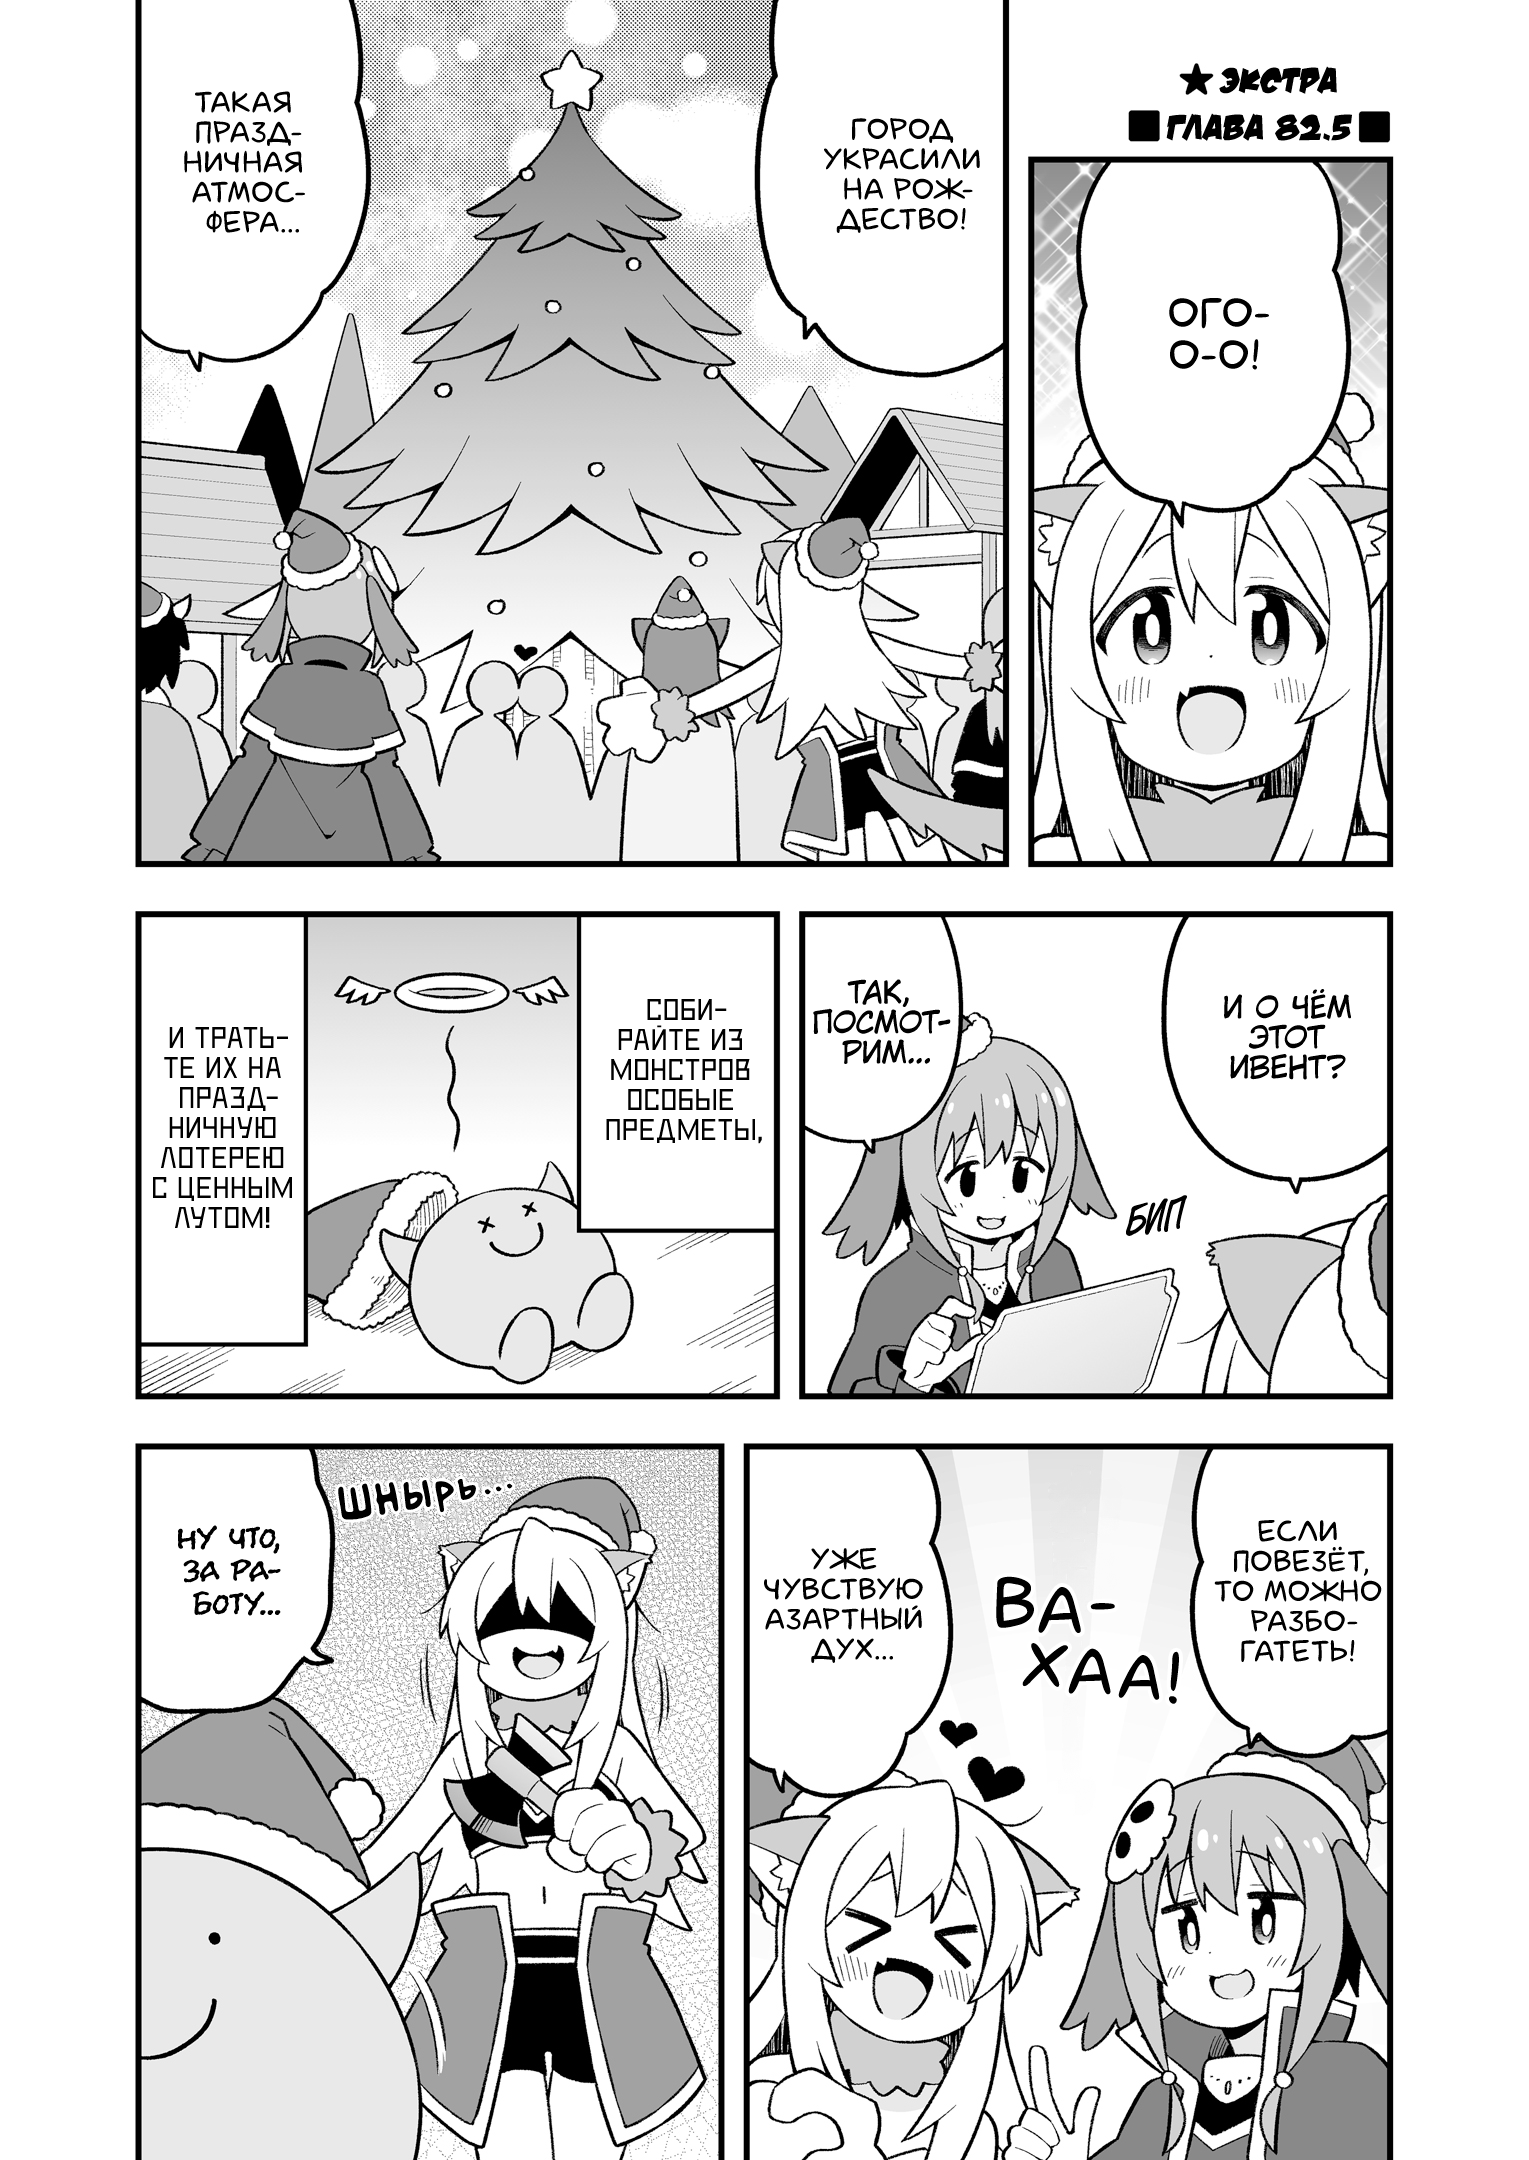 ★ ЭКСТРА
■ ГЛАВА 82.5 ■
ОГО-
О-О!
ГОРОД
УКРАСИЛИ
НА РОЖ-
ДЕСТВО!
ТАКАЯ
ПРАЗД-
НИЧНАЯ
АТМОС-
ФЕРА...
И О ЧЁМ
ЭТОТ
ИВЕНТ?
ТАК,
ПОСМОТ-
РИМ...
БИП
СОБИ-
РАЙТЕ ИЗ
МОНСТРОВ
ОСОБЫЕ
ПРЕДМЕТЫ,
И ТРАТЬ-
ТЕ ИХ НА
ПРАЗД-
НИЧНУЮ
ЛОТЕРЕЮ
С ЦЕННЫМ
ЛУТОМ!
ЕСЛИ
ПОВЕЗЁТ,
ТО МОЖНО
РАЗБО-
ГАТЕТЬ!
ВА-
ХАА!
УЖЕ
ЧУВСТВУЮ
АЗАРТНЫЙ
ДУХ...
ШНЫРЬ...
НУ ЧТО,
ЗА РА-
БОТУ...